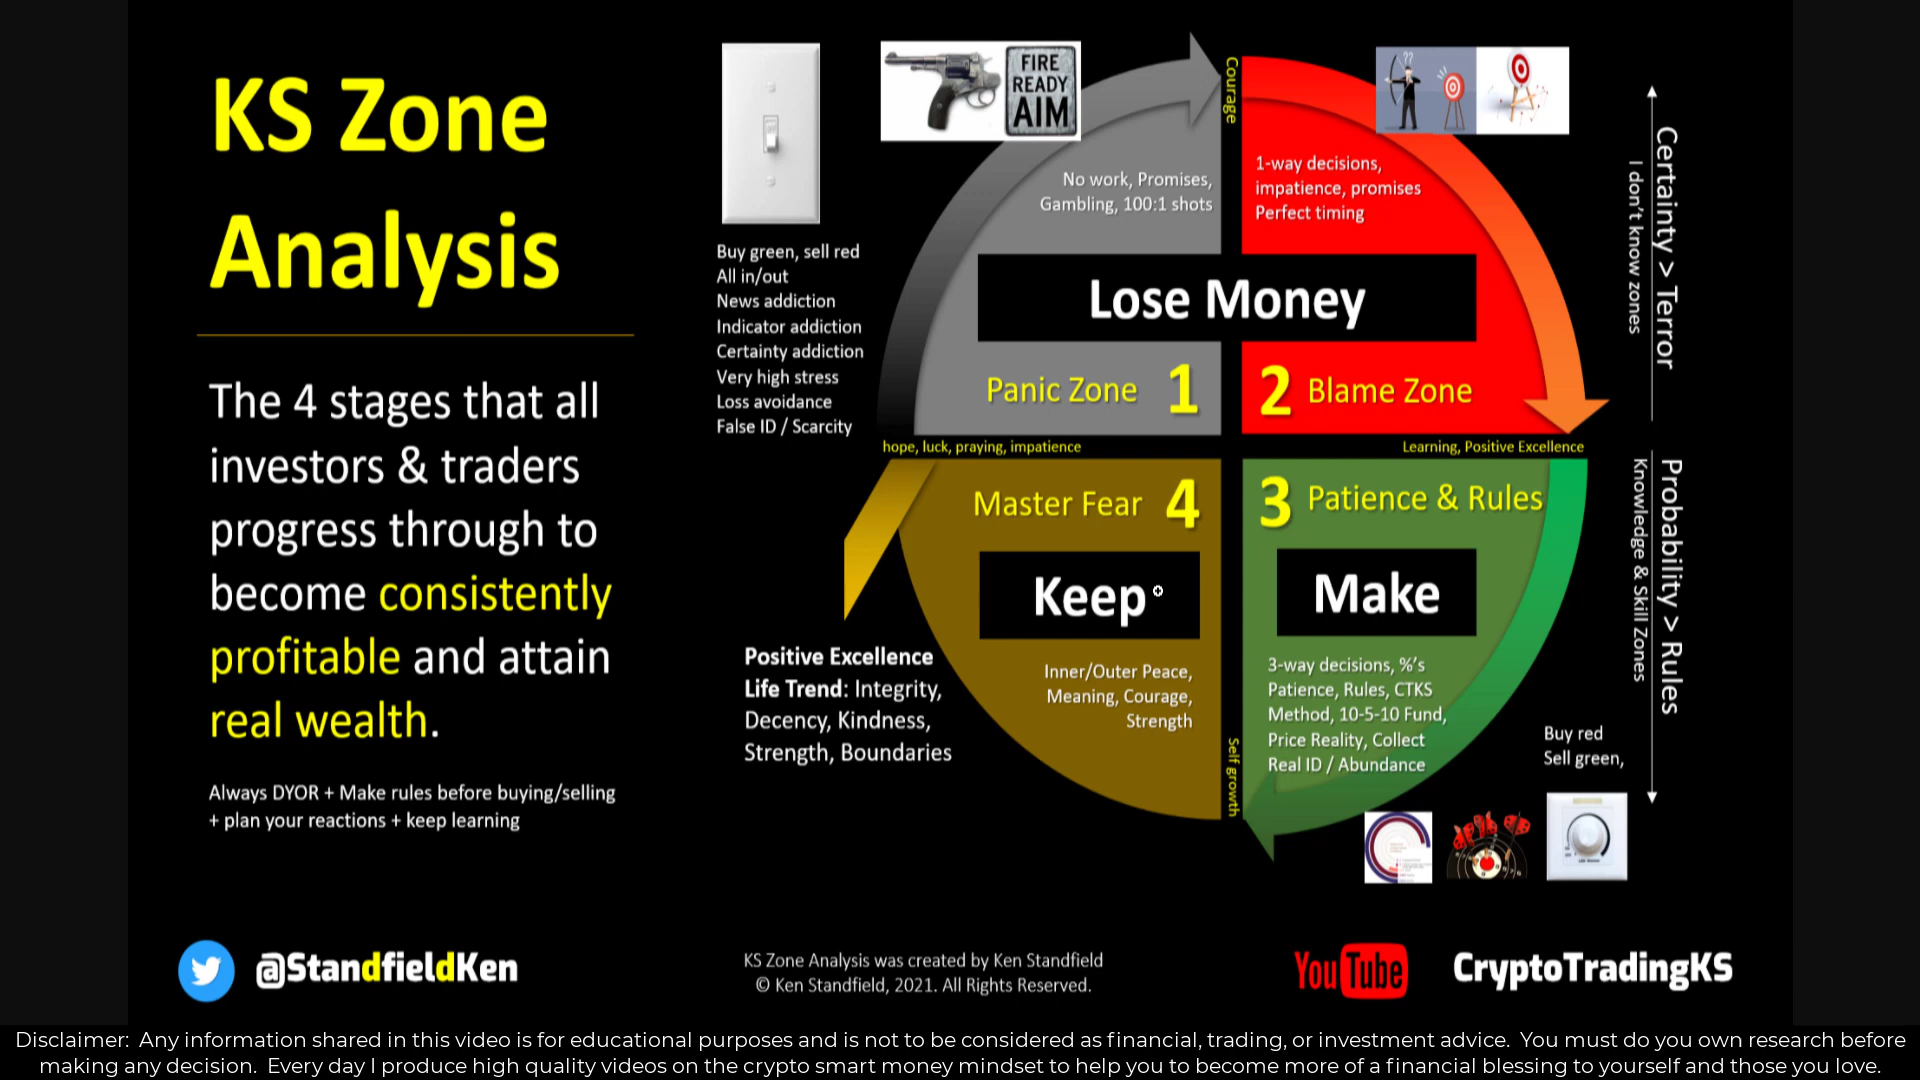 KS Zone
Analysis
The 4 stages that all
investors & traders
progress through to
become consistently
profitable and attain
real wealth.
Always DYOR + Make rules before buying/selling
+ plan your reactions + keep learning
FIRE
READY
AIM
??
Buy green, sell red
All in/out
News addiction
Indicator addiction
Certainty addiction
Very high stress
Loss avoidance
False ID / Scarcity
Courage
No work, Promises,
Gambling, 100:1 shots
1-way decisions,
impatience, promises
Perfect timing
Lose Money
Panic Zone 1
2 Blame Zone
hope, luck, praying, impatience
Learning, Positive Excellence
Master Fear 4
3 Patience & Rules
Keep
Make
Inner/Outer Peace,
Meaning, Courage,
Strength
3-way decisions, %'s
Patience, Rules, CTKS
Method, 10-5-10 Fund,
Price Reality, Collect
Real ID / Abundance
Self growth
Positive Excellence
Life Trend: Integrity,
Decency, Kindness,
Strength, Boundaries
Certainty > Terror
I don't know zones
Probability > Rules
Knowledge & Skill Zones
Buy red
Sell green,
@StandfieldKen
KS Zone Analysis was created by Ken Standfield
© Ken Standfield, 2021. All Rights Reserved.
YouTube
CryptoTradingKS
Disclaimer: Any information shared in this video is for educational purposes and is not to be considered as financial, trading, or investment advice. You must do you own research before
making any decision. Every day I produce high quality videos on the crypto smart money mindset to help you to become more of a financial blessing to yourself and those you love.